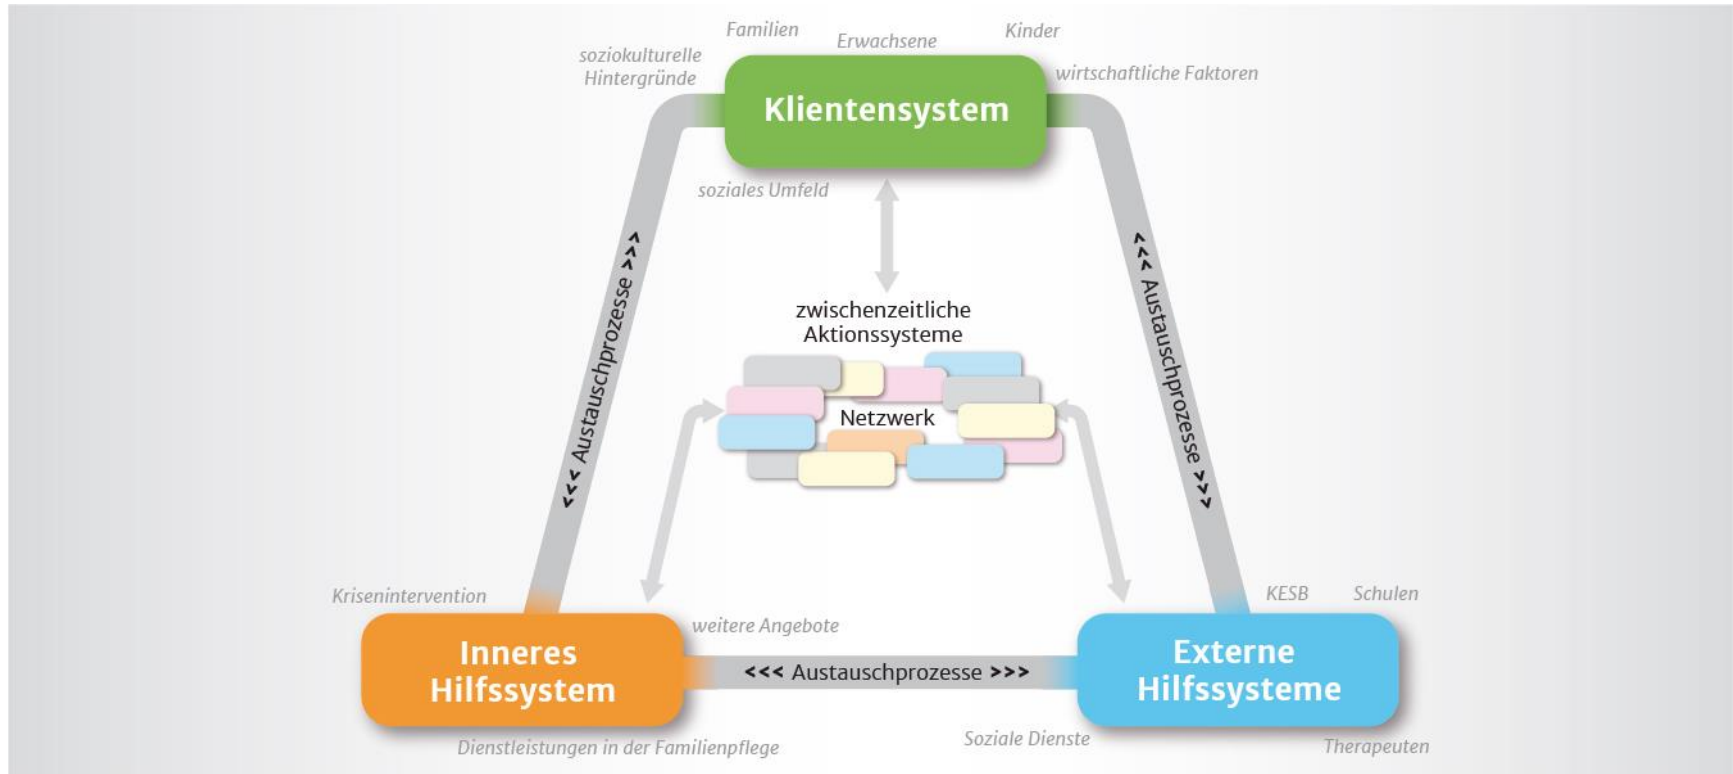 Familien
Erwachsene
Kinder
soziokulturelle
Hintergründe
wirtschaftliche Faktoren
Klientensystem
soziales Umfeld
<<< Austauschprozesse >>>
<<< Austauschprozesse >>>
zwischenzeitliche
Aktionssysteme
Netzwerk
Krisenintervention
KESB
Schulen
weitere Angebote
Inneres
Hilfssystem
<<< Austauschprozesse >>>
Externe
Hilfssysteme
Dienstleistungen in der Familienpflege
Soziale Dienste
Therapeuten